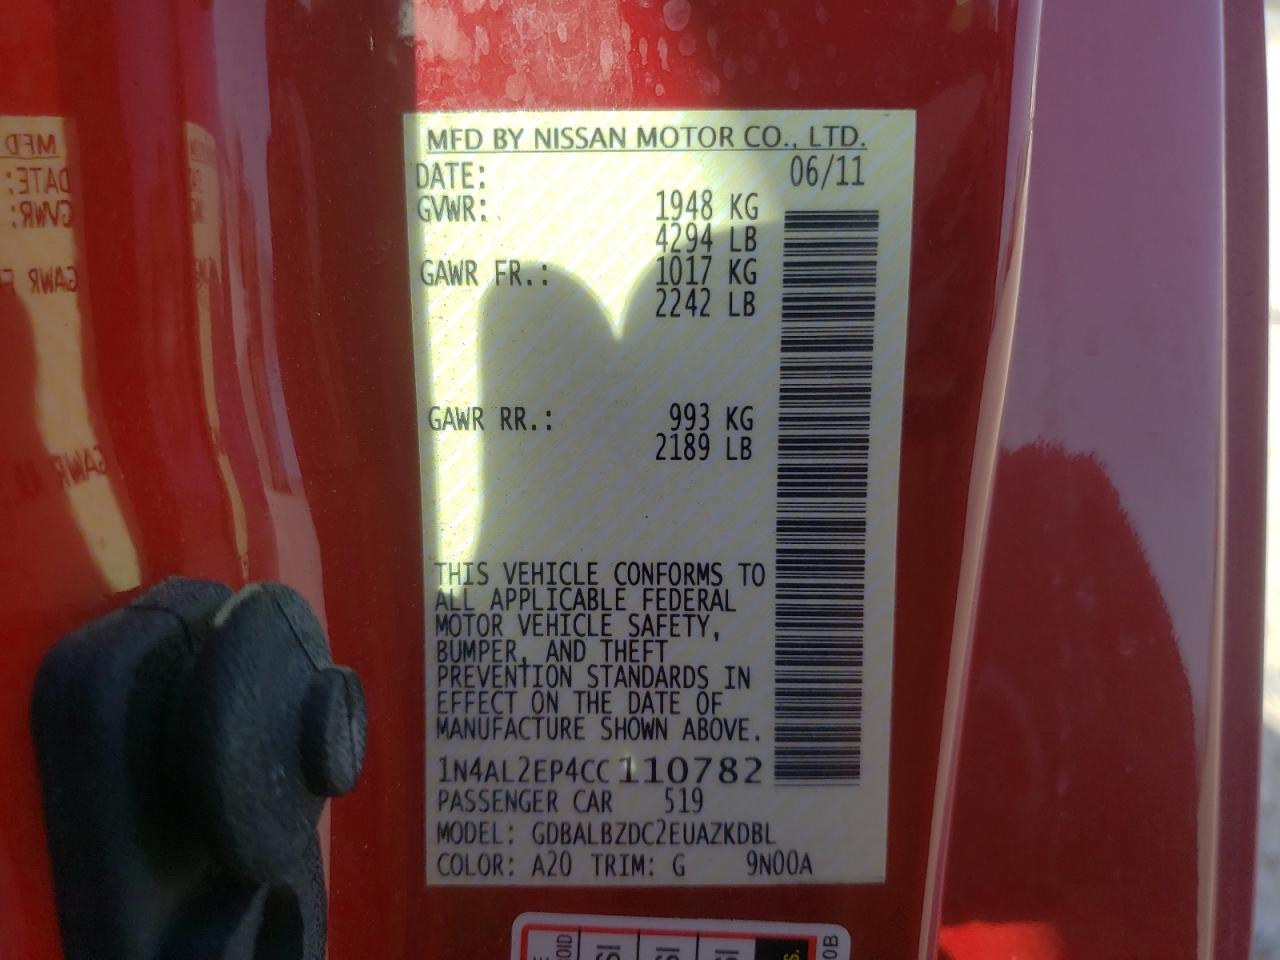 MFD BY NISSAN MOTOR CO., LTD.
DATE: 06/11
GVWR: 1948 KG
4294 LB
GAWR FR.: 1017 KG
2242 LB
GAWR RR.: 993 KG
2189 LB
THIS VEHICLE CONFORMS TO
ALL APPLICABLE FEDERAL
MOTOR VEHICLE SAFETY,
BUMPER, AND THEFT
PREVENTION STANDARDS IN
EFFECT ON THE DATE OF
MANUFACTURE SHOWN ABOVE.
1N4AL2EP4CC110782
PASSENGER CAR 519
MODEL: GDBALBZDC2EUAZKDBL
COLOR: A20 TRIM: G 9N00A